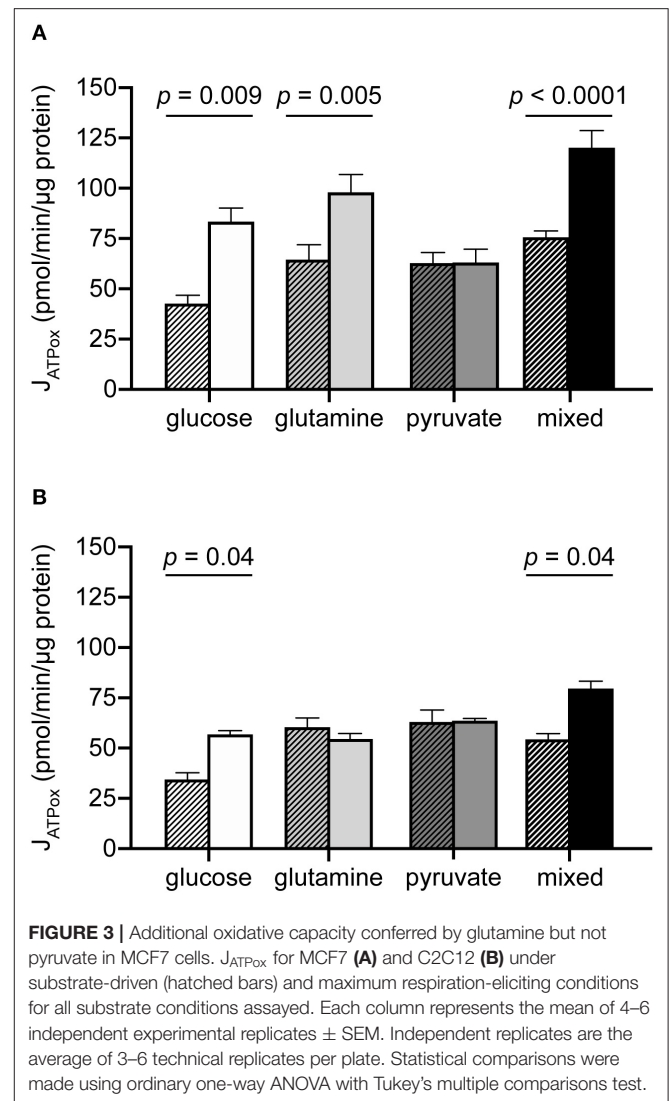 A
p = 0.009 p = 0.005 p < 0.0001
150
125
100
75
50
25
0
J_ATPox (pmol/min/µg protein)
glucose glutamine pyruvate mixed
B
p = 0.04 p = 0.04
150
125
100
75
50
25
0
J_ATPox (pmol/min/µg protein)
glucose glutamine pyruvate mixed
FIGURE 3 | Additional oxidative capacity conferred by glutamine but not
pyruvate in MCF7 cells. J_ATPox for MCF7 (A) and C2C12 (B) under
substrate-driven (hatched bars) and maximum respiration-eliciting conditions
for all substrate conditions assayed. Each column represents the mean of 4–6
independent experimental replicates ± SEM. Independent replicates are the
average of 3–6 technical replicates per plate. Statistical comparisons were
made using ordinary one-way ANOVA with Tukey's multiple comparisons test.